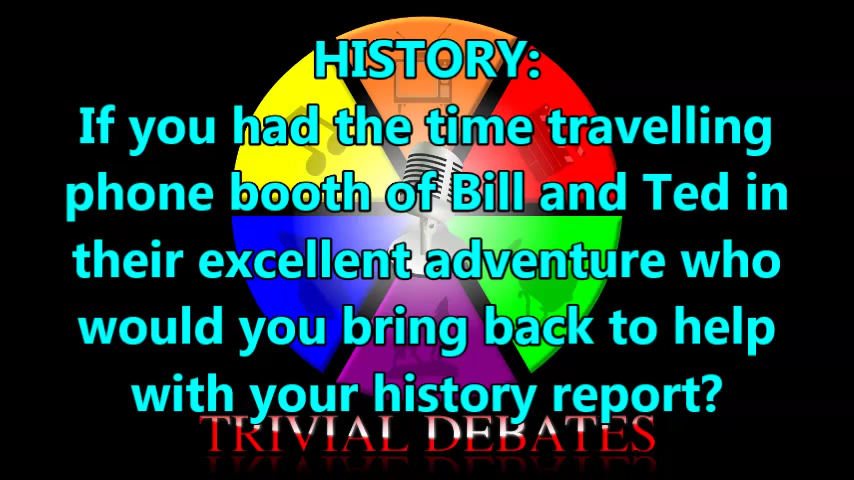 HISTORY:
If you had the time travelling
phone booth of Bill and Ted in
their excellent adventure who
would you bring back to help
with your history report?
TRIVIAL DEBATES